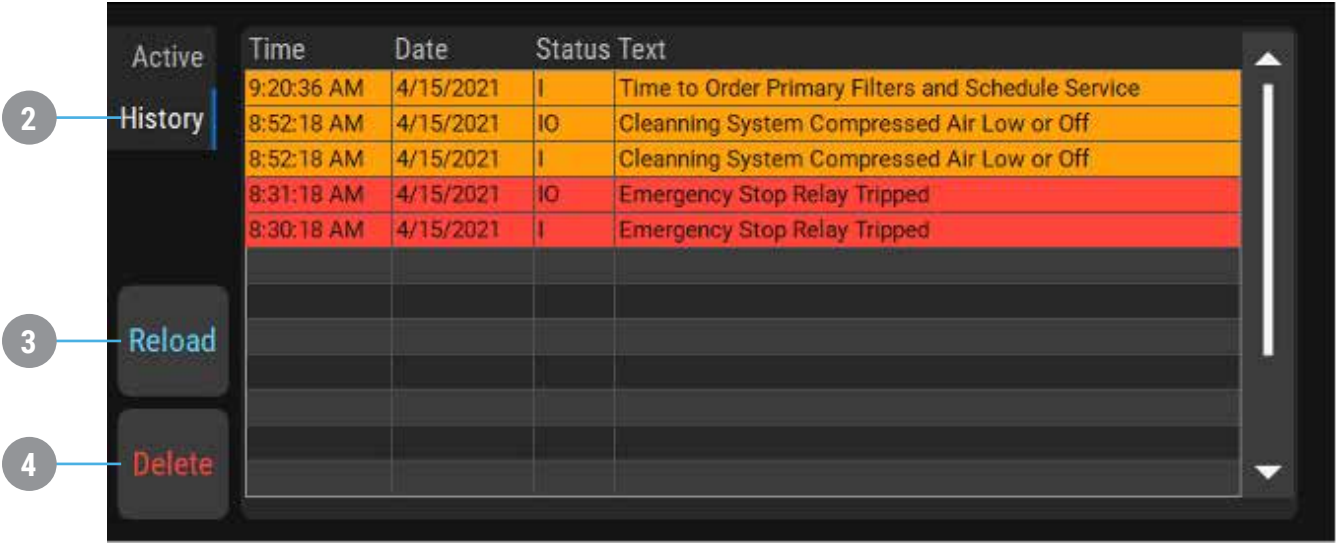 Active
Time Date Status Text
9:20:36 AM 4/15/2021 I Time to Order Primary Filters and Schedule Service
2 History
8:52:18 AM 4/15/2021 IO Cleanning System Compressed Air Low or Off
8:52:18 AM 4/15/2021 I Cleanning System Compressed Air Low or Off
8:31:18 AM 4/15/2021 IO Emergency Stop Relay Tripped
8:30:18 AM 4/15/2021 I Emergency Stop Relay Tripped
3 Reload
4 Delete